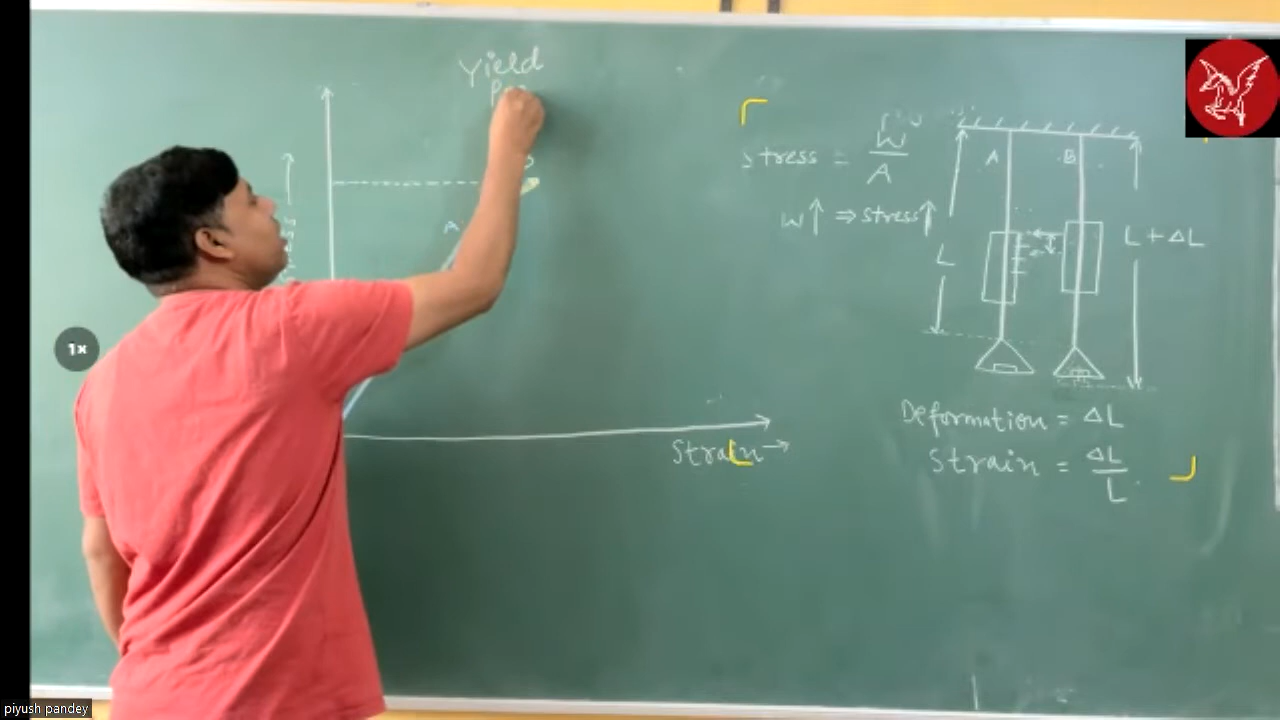 Yield
A
Strain →
stress = W/A
W↑ ⇒ stress↑
A
B
L
L + ΔL
Deformation = ΔL
Strain = ΔL/L
1x
piyush pandey